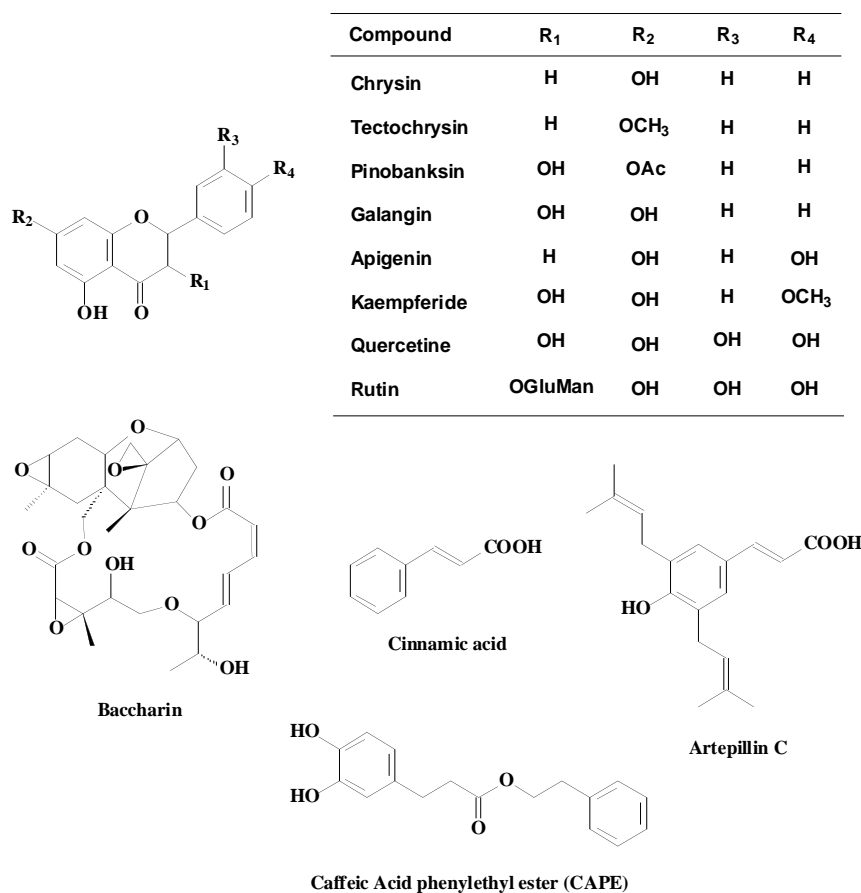 Compound R1 R2 R3 R4
Chrysin H OH H H
Tectochrysin H OCH3 H H
Pinobanksin OH OAc H H
Galangin OH OH H H
Apigenin H OH H OH
Kaempferide OH OH H OCH3
Quercetine OH OH OH OH
Rutin OGluMan OH OH OH
R3
R4
R2
O
R1
OH
O
O
O
O
O
O
O
O
OH
O
O
OH
Baccharin
COOH
Cinnamic acid
COOH
HO
Artepillin C
HO
HO
O
O
Caffeic Acid phenylethyl ester (CAPE)